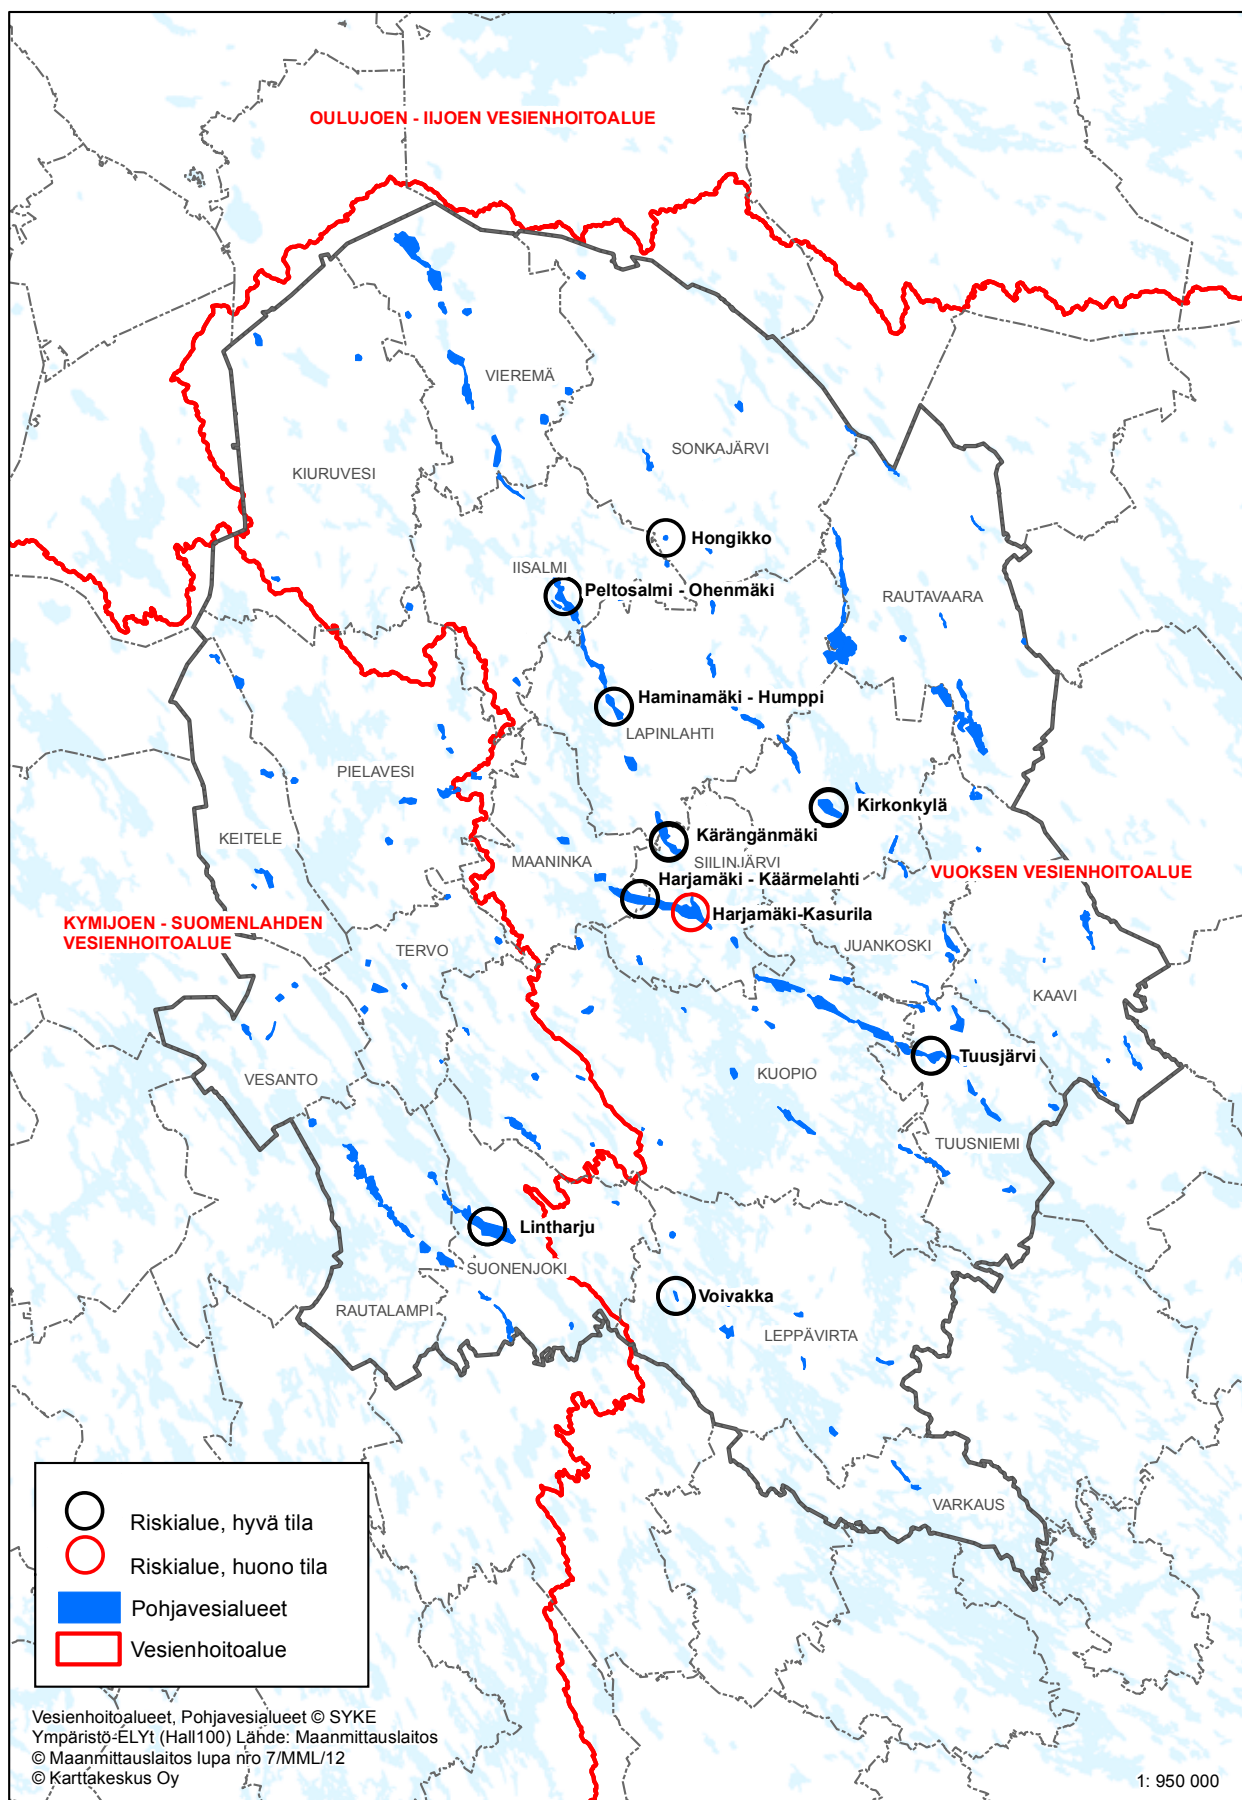 OULUJOEN - IIJOEN VESIENHOITOALUE
VIEREMÄ
SONKAJÄRVI
KIURUVESI
Hongikko
IISALMI
Peltosalmi - Ohenmäki
RAUTAVAARA
Haminamäki - Humppi
LAPINLAHTI
PIELAVESI
Kirkonkylä
KEITELE
Kärängänmäki
MAANINKA
SIILINJÄRVI
VUOKSEN VESIENHOITOALUE
Harjamäki - Käärmelahti
Harjamäki-Kasurila
KYMIJOEN - SUOMENLAHDEN
VESIENHOITOALUE
TERVO
JUANKOSKI
KAAVI
Tuusjärvi
VESANTO
KUOPIO
TUUSNIEMI
Lintharju
SUONENJOKI
Voivakka
RAUTALAMPI
LEPPÄVIRTA
VARKAUS
Riskialue, hyvä tila
Riskialue, huono tila
Pohjavesialueet
Vesienhoitoalue
Vesienhoitoalueet, Pohjavesialueet © SYKE
Ympäristö-ELYt (Hall100) Lähde: Maanmittauslaitos
© Maanmittauslaitos lupa nro 7/MML/12
© Karttakeskus Oy
1: 950 000